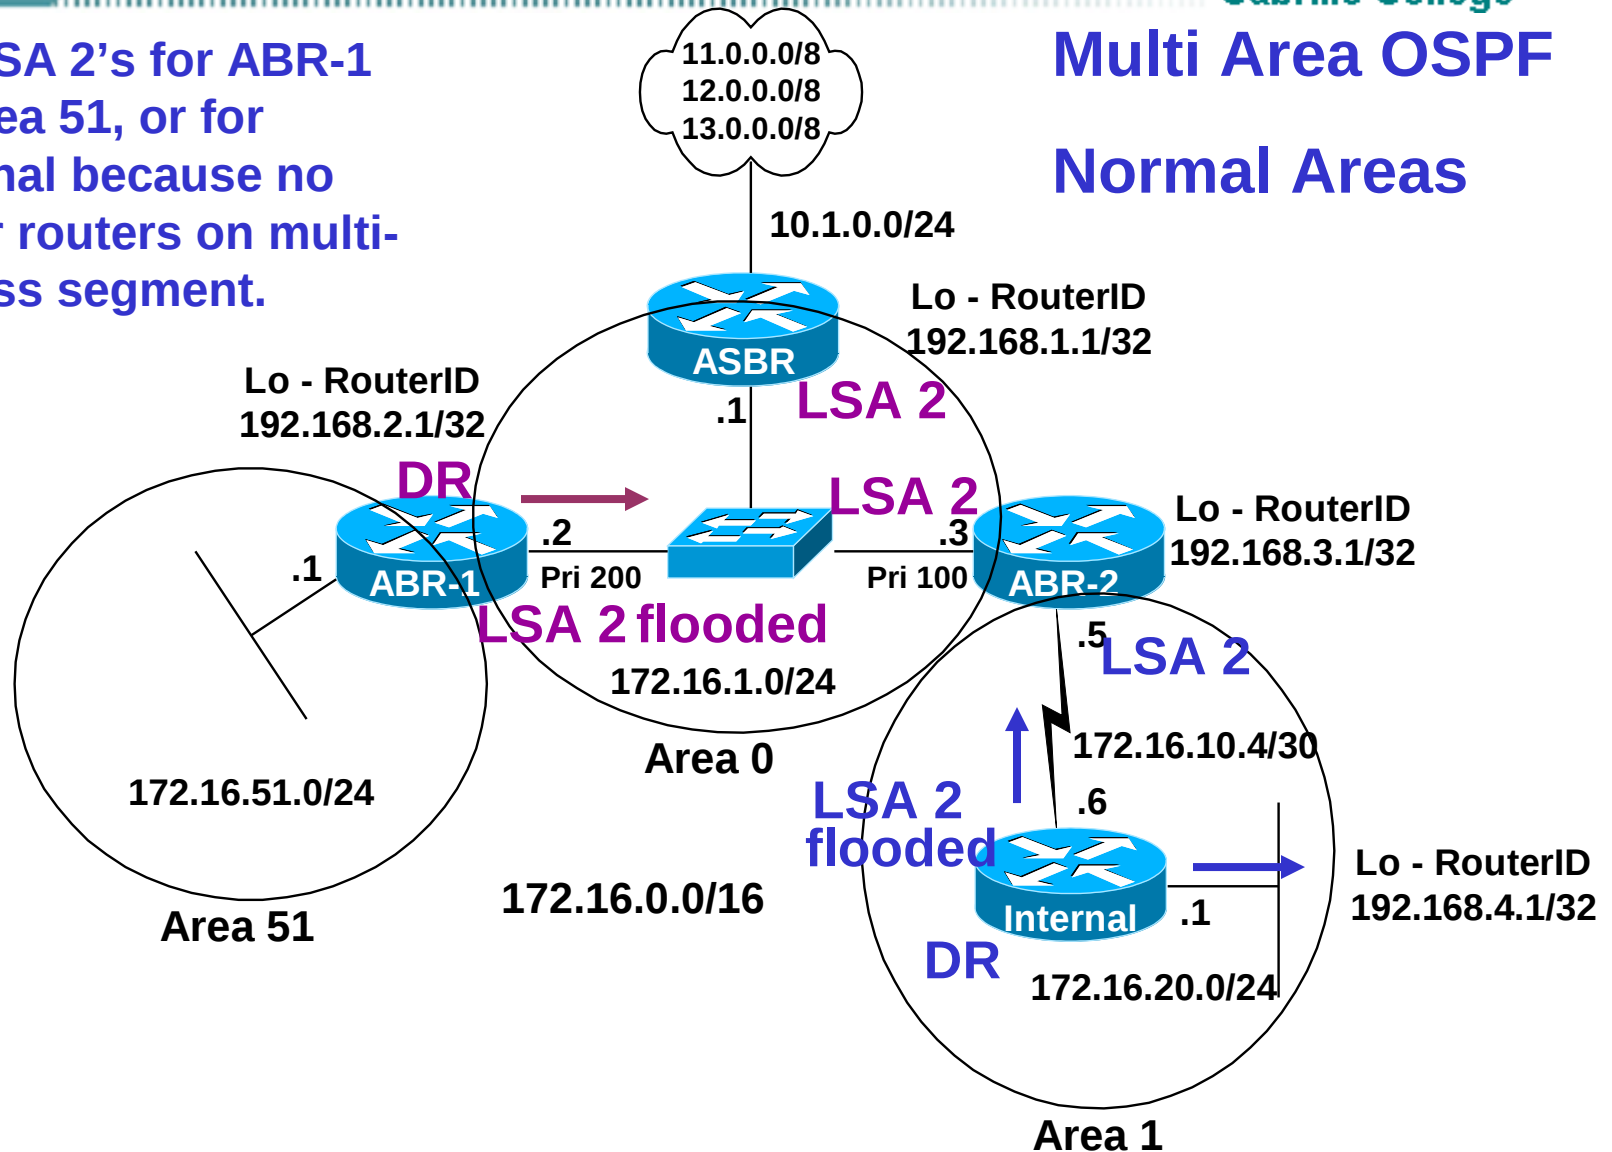 Cabrillo College
SA 2’s for ABR-1
ea 51, or for
nal because no
r routers on multi-
ss segment.
Multi Area OSPF
Normal Areas
11.0.0.0/8
12.0.0.0/8
13.0.0.0/8
10.1.0.0/24
Lo - RouterID
192.168.1.1/32
ASBR
.1
LSA 2
Lo - RouterID
192.168.2.1/32
DR
LSA 2
Lo - RouterID
192.168.3.1/32
.1
ABR-1
.2
Pri 200
.3
Pri 100
ABR-2
LSA 2 flooded
172.16.1.0/24
Area 0
.5
LSA 2
172.16.10.4/30
172.16.51.0/24
Area 51
LSA 2
flooded
.6
172.16.0.0/16
Internal
.1
DR
Lo - RouterID
192.168.4.1/32
172.16.20.0/24
Area 1